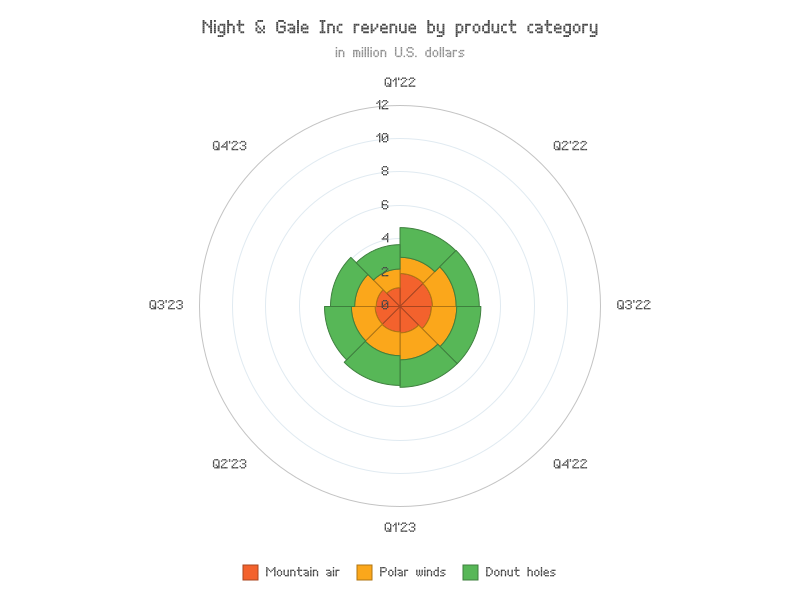 Night & Gale Inc revenue by product category
in million U.S. dollars
Q1'22
Q2'22
Q3'22
Q4'22
Q1'23
Q2'23
Q3'23
Q4'23
12
10
8
6
4
2
0
Mountain air
Polar winds
Donut holes